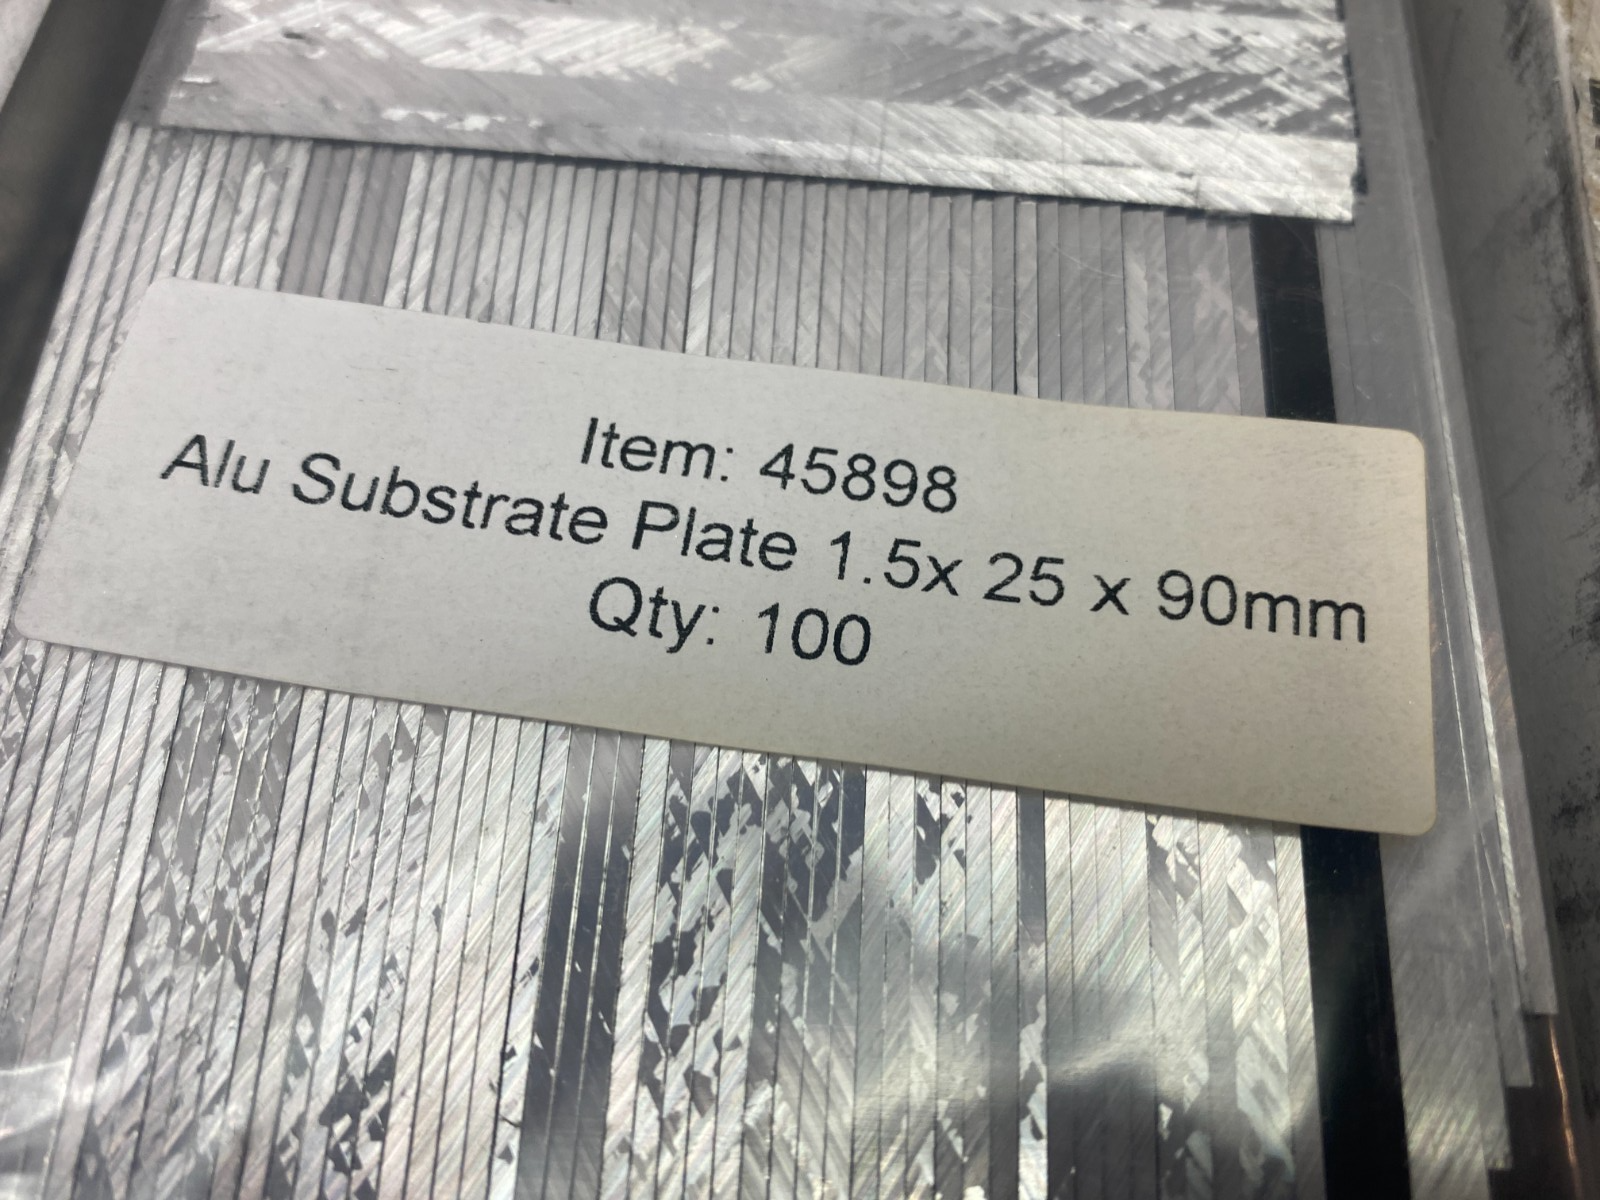 Item: 45898
Alu Substrate Plate 1.5x 25 x 90mm
Qty: 100